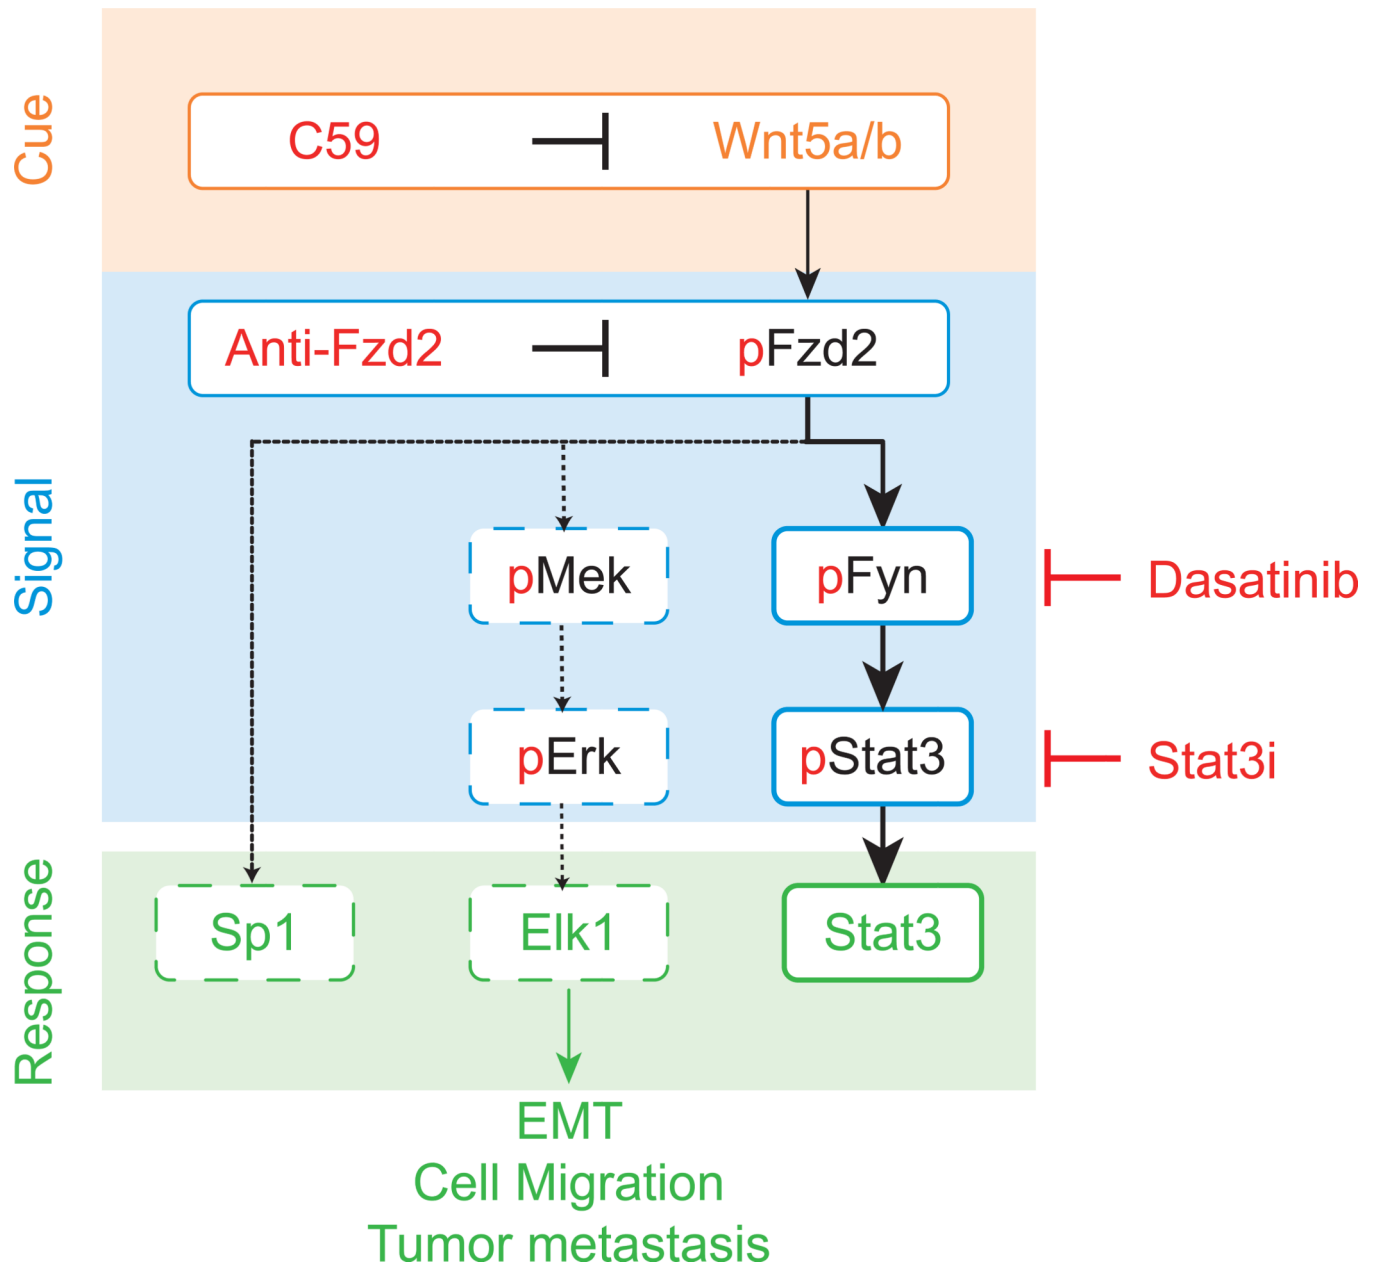 Cue
C59
Wnt5a/b
Signal
Anti-Fzd2
pFzd2
pMek
pFyn
Dasatinib
pErk
pStat3
Stat3i
Response
Sp1
Elk1
Stat3
EMT
Cell Migration
Tumor metastasis